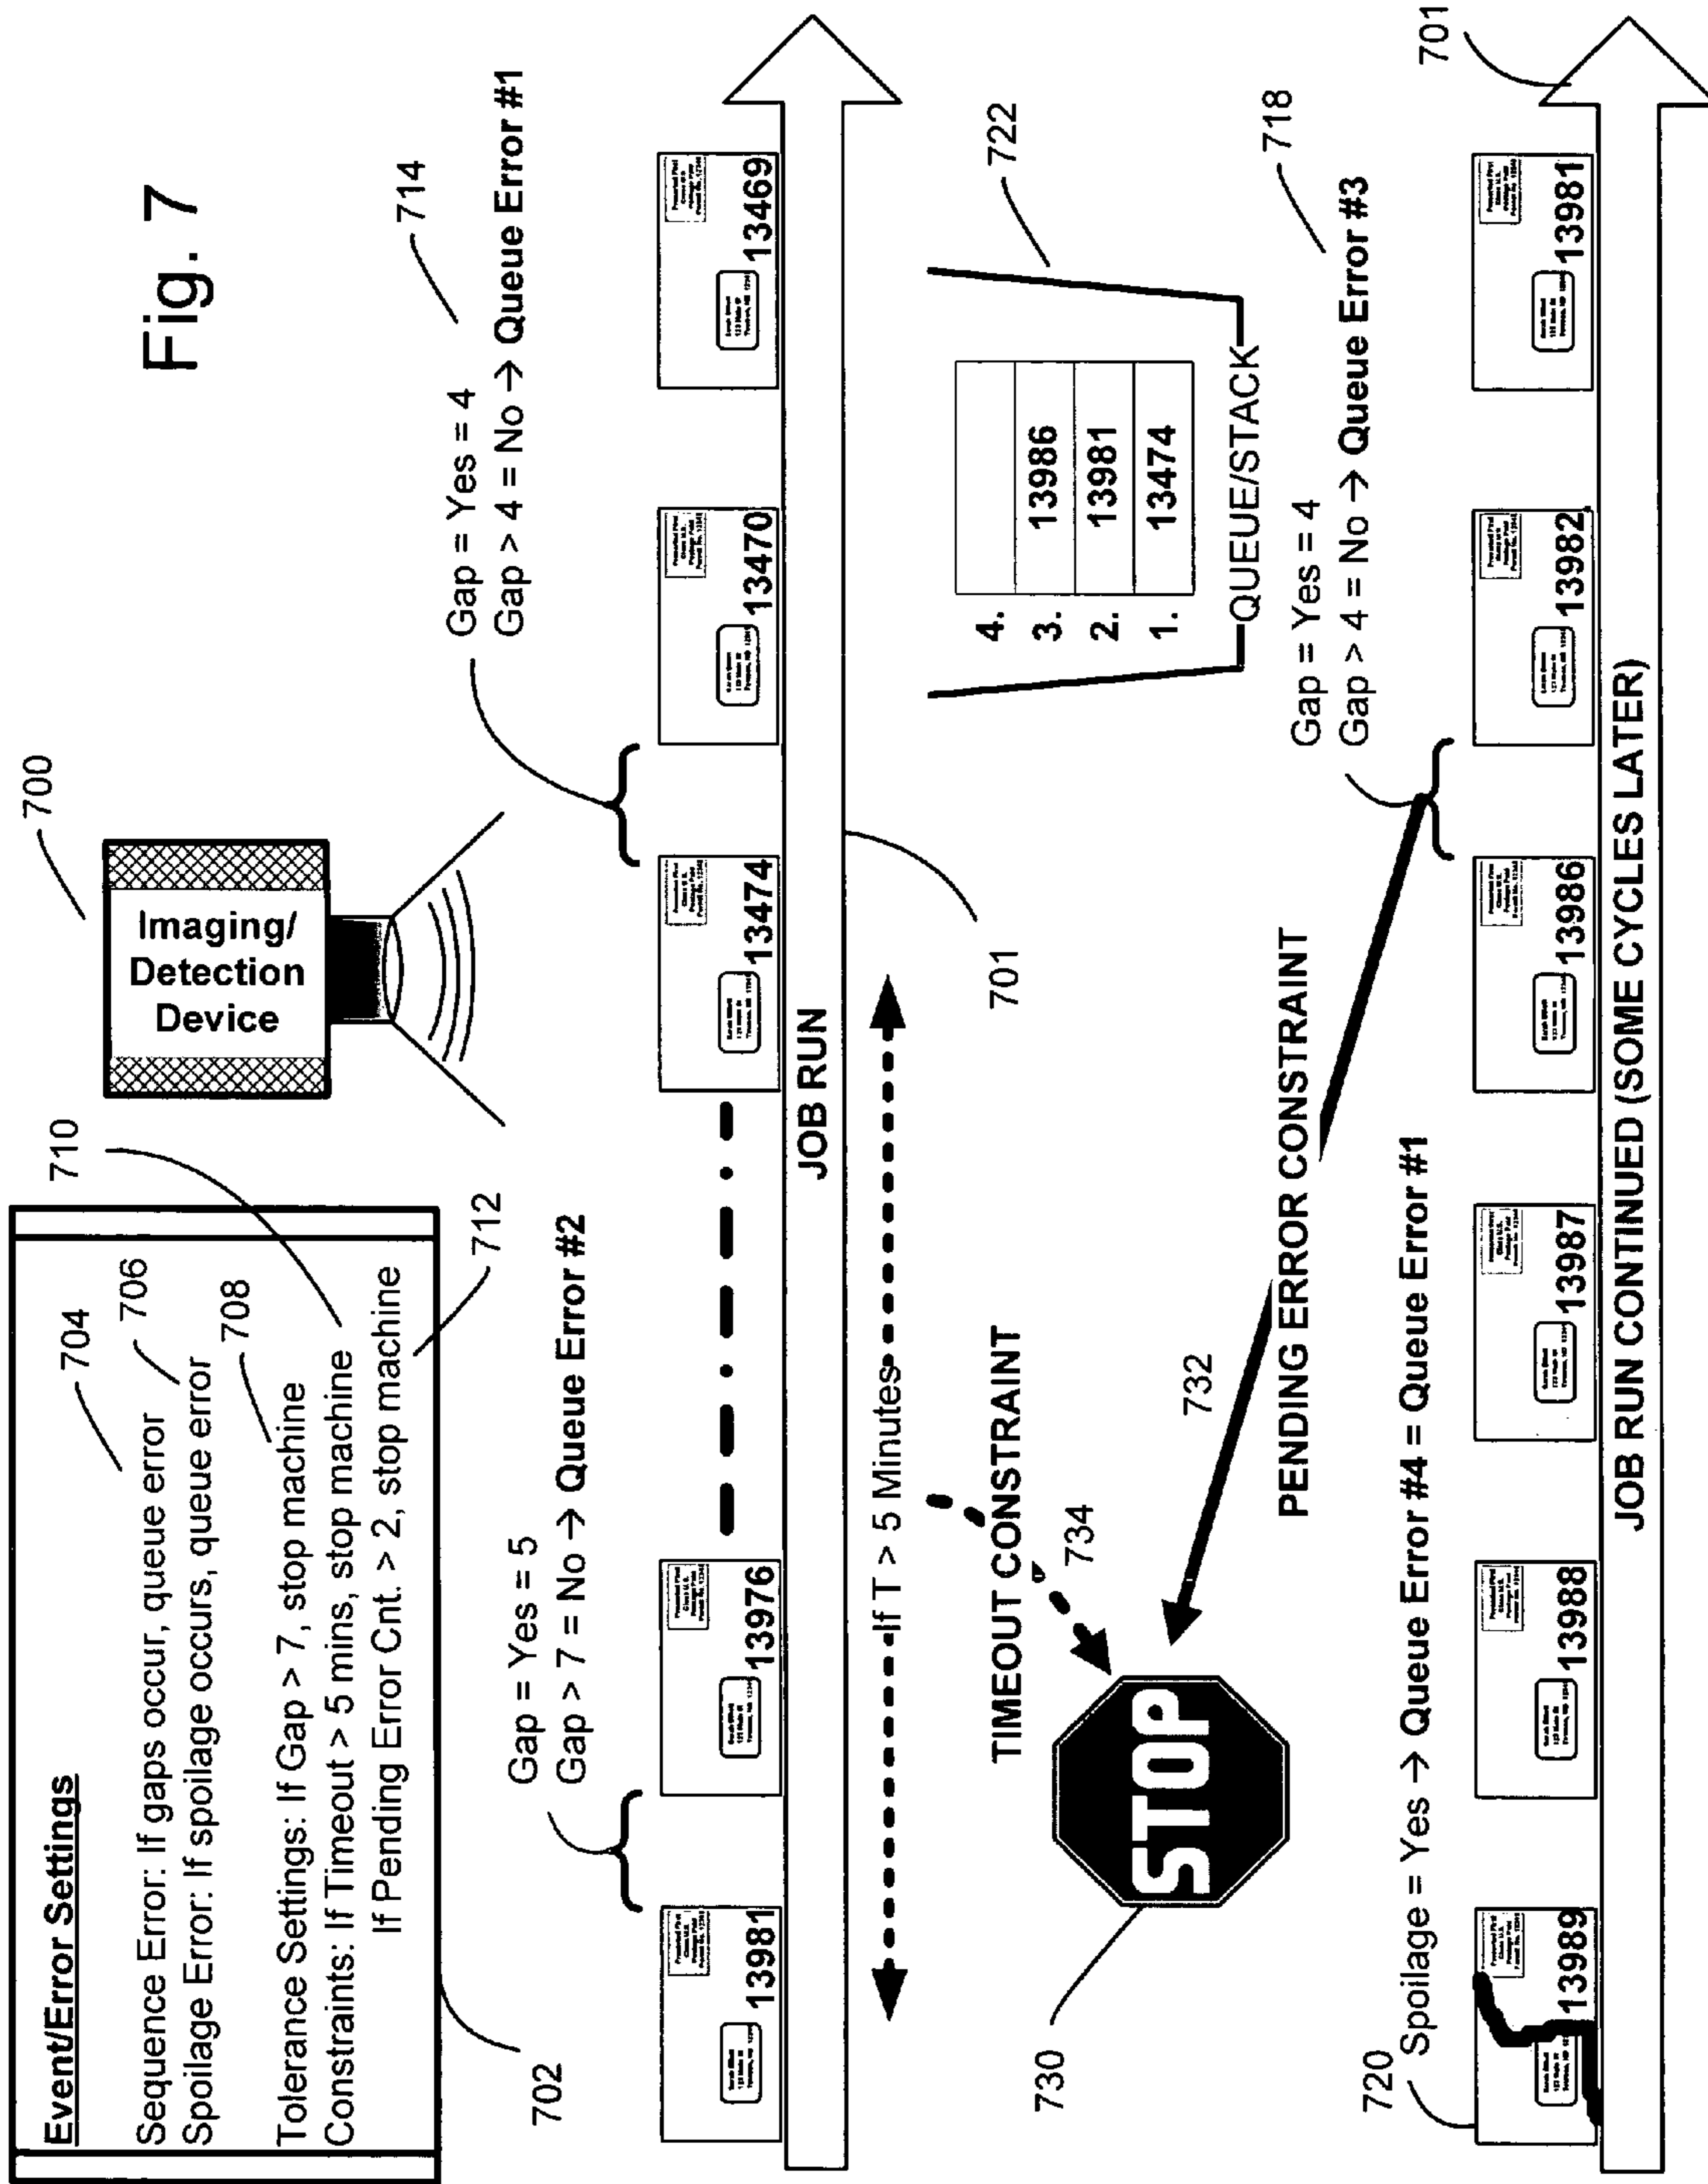 Fig. 7
Event/Error Settings
Sequence Error: If gaps occur, queue error
Spoilage Error: If spoilage occurs, queue error
Tolerance Settings: If Gap > 7, stop machine
Constraints: If Timeout > 5 mins, stop machine
If Pending Error Cnt. > 2, stop machine
702
704
706
708
710
712
700
Imaging/
Detection
Device
Gap = Yes = 5
Gap > 7 = No → Queue Error #2
714
Gap = Yes = 4
Gap > 4 = No → Queue Error #1
13981
13976
13474
13470
13469
JOB RUN
701
If T > 5 Minutes
TIMEOUT CONSTRAINT
734
730
STOP
732
PENDING ERROR CONSTRAINT
722
4.
3. 13986
2. 13981
1. 13474
QUEUE/STACK
718
Gap = Yes = 4
Gap > 4 = No → Queue Error #3
720
Spoilage = Yes → Queue Error #4 = Queue Error #1
13989
13988
13987
13986
13982
13981
JOB RUN CONTINUED (SOME CYCLES LATER)
701